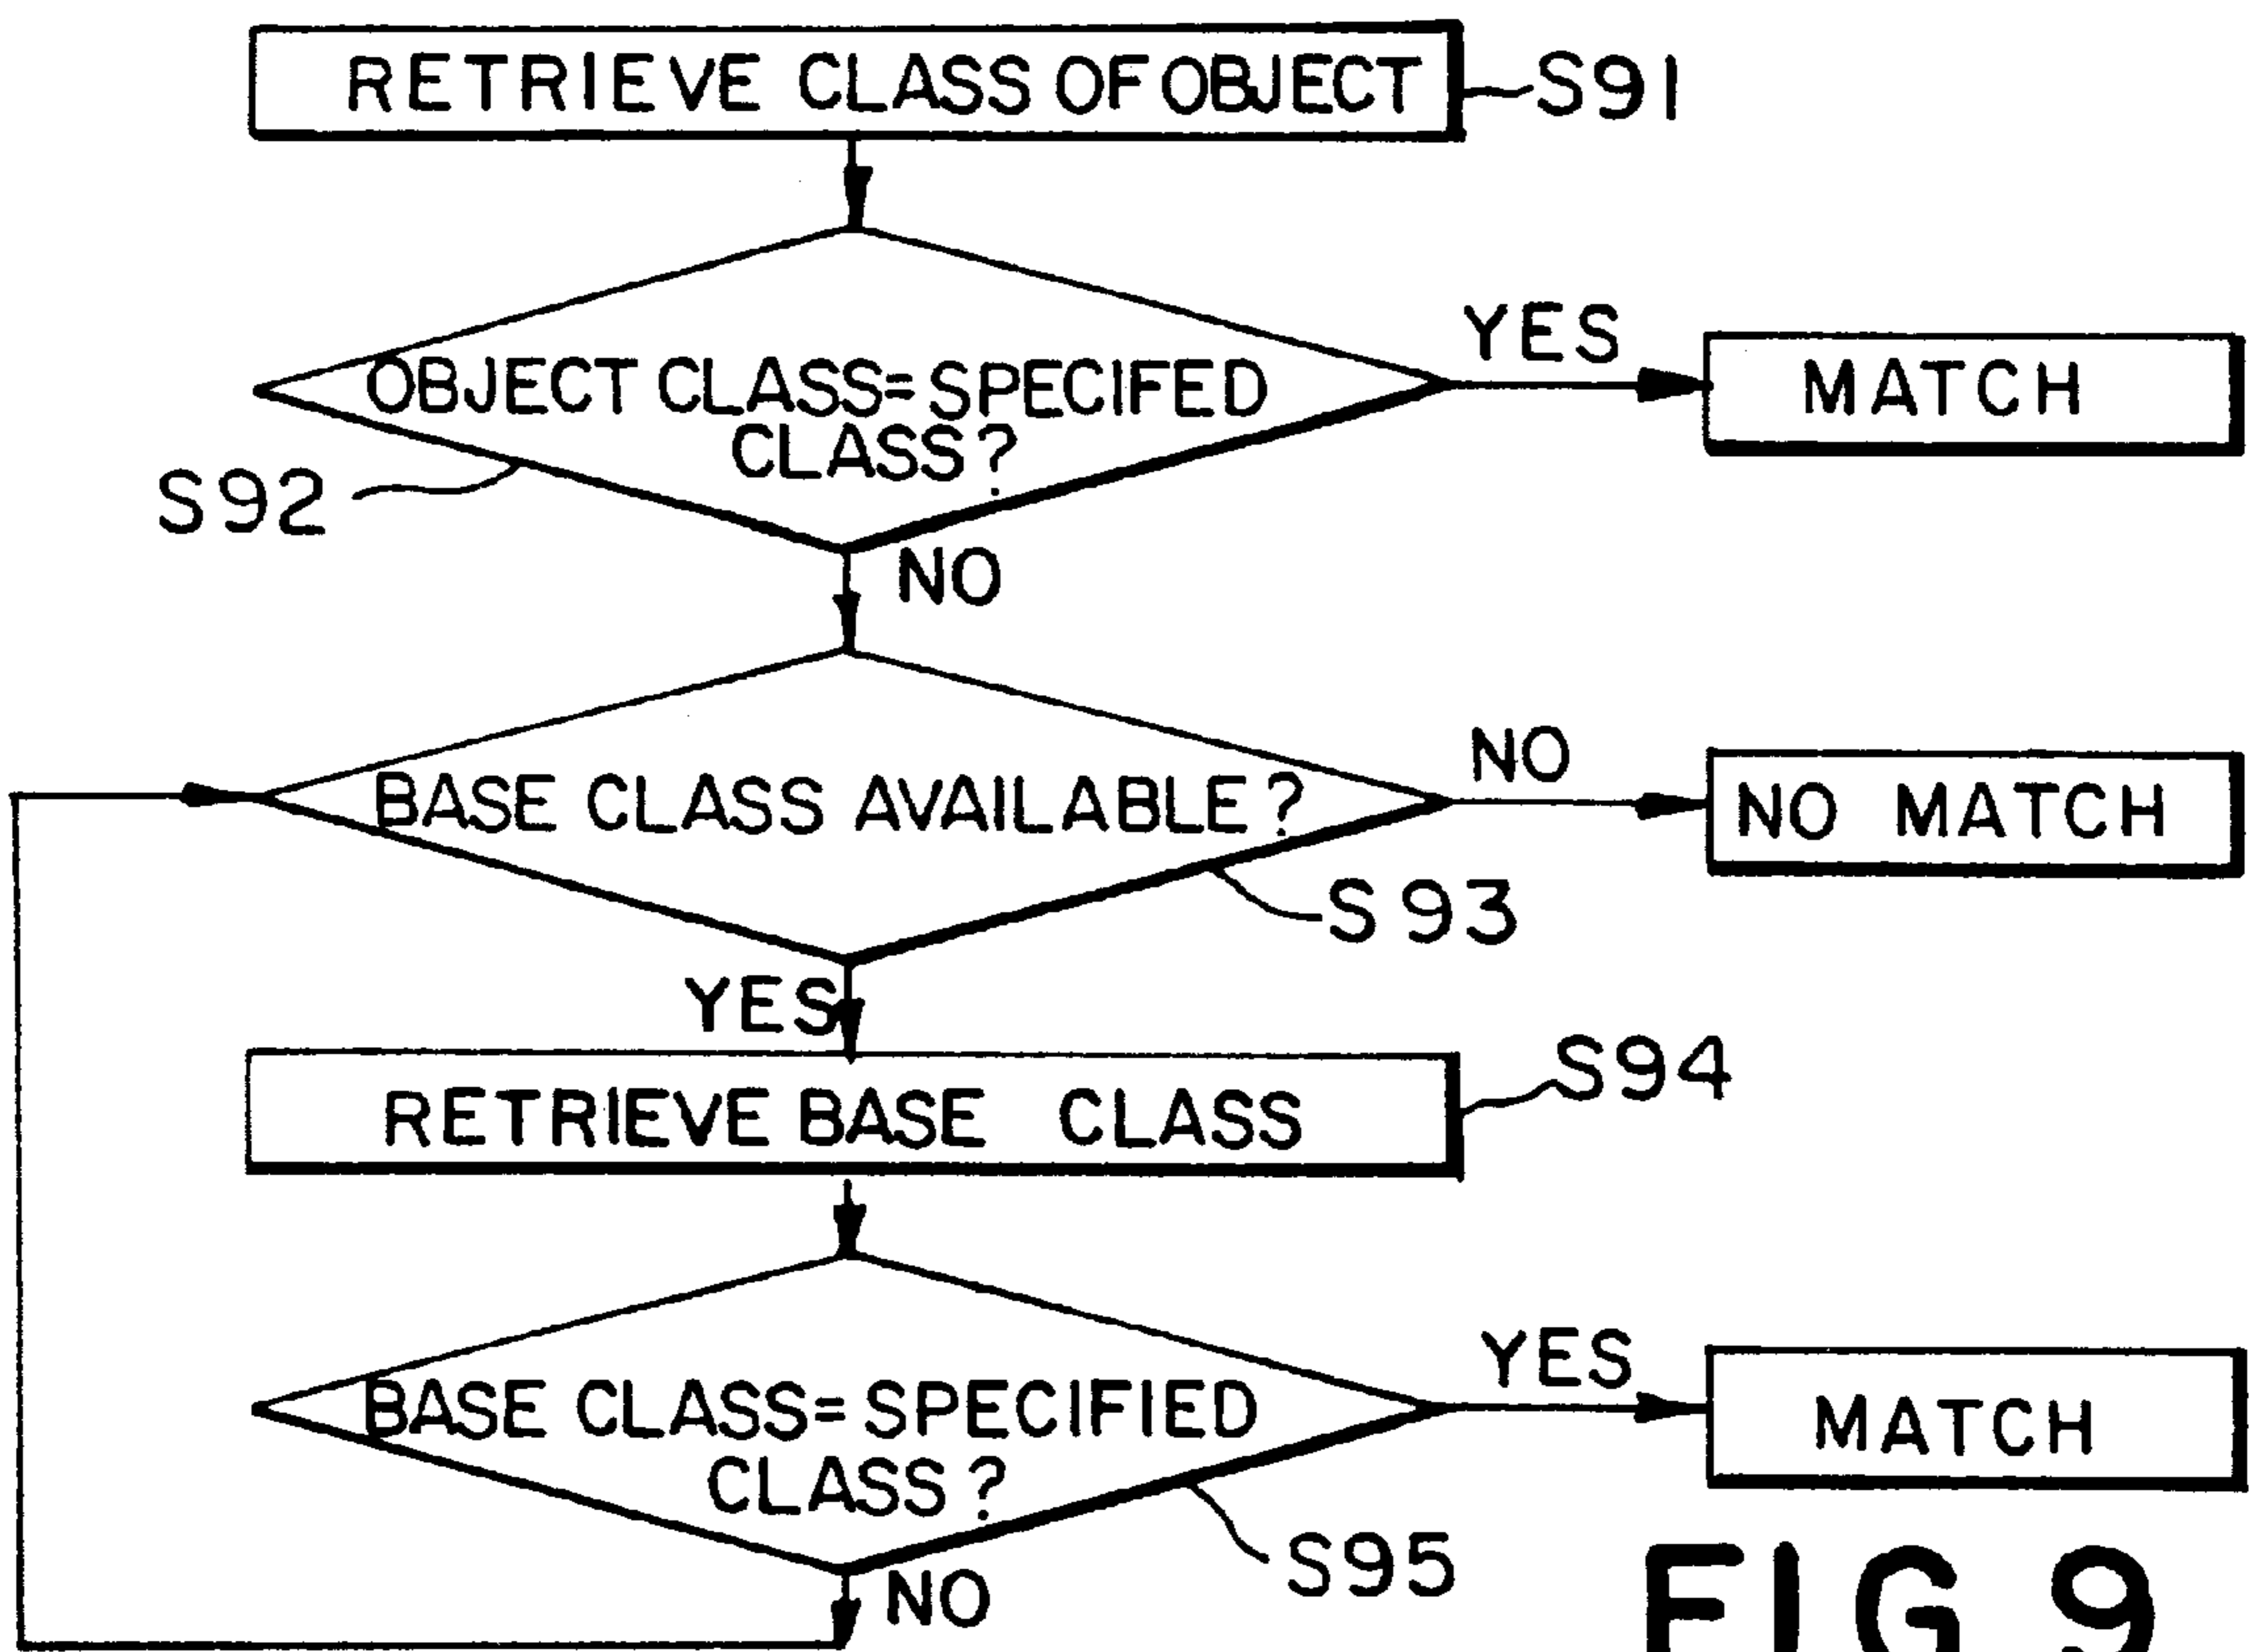 RETRIEVE CLASS OF OBJECT
S91
OBJECT CLASS=SPECIFED
CLASS?
YES
MATCH
S92
NO
BASE CLASS AVAILABLE?
NO
NO MATCH
S93
YES
RETRIEVE BASE CLASS
S94
BASE CLASS=SPECIFIED
CLASS?
YES
MATCH
S95
NO
FIG 9